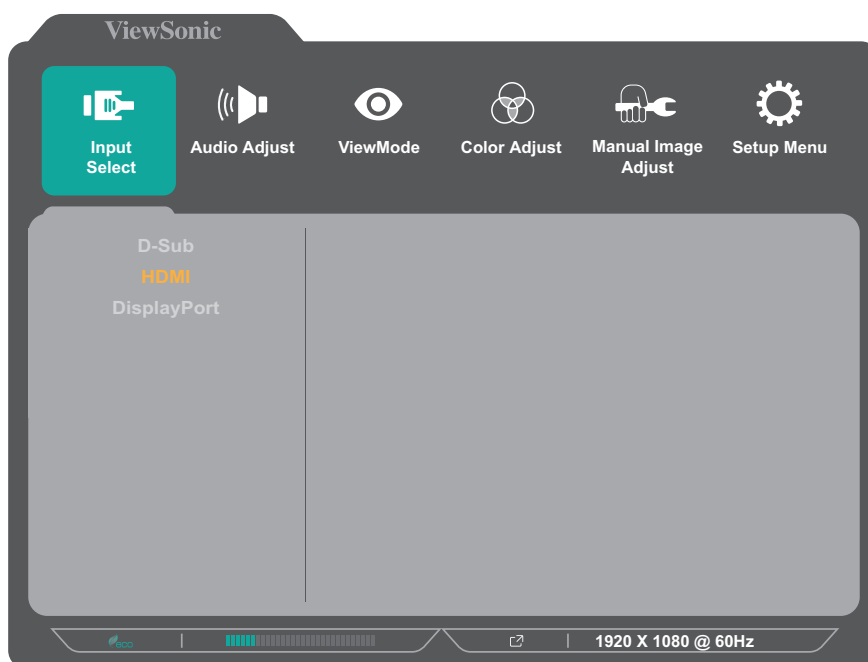 ViewSonic
Input
Select
Audio Adjust
ViewMode
Color Adjust
Manual Image
Adjust
Setup Menu
D-Sub
HDMI
DisplayPort
eco
1920 X 1080 @ 60Hz